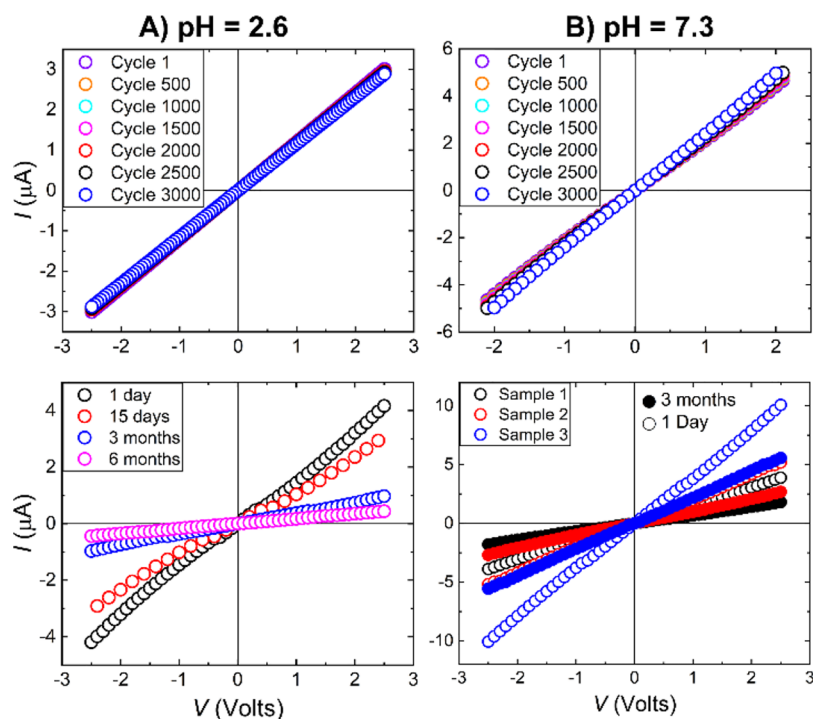 A) pH = 2.6
B) pH = 7.3
Cycle 1
Cycle 500
Cycle 1000
Cycle 1500
Cycle 2000
Cycle 2500
Cycle 3000
3
2
1
0
-1
-2
-3
I (µA)
-3 -2 -1 0 1 2 3
Cycle 1
Cycle 500
Cycle 1000
Cycle 1500
Cycle 2000
Cycle 2500
Cycle 3000
6
4
2
0
-2
-4
-6
-2 -1 0 1 2
1 day
15 days
3 months
6 months
4
2
0
-2
-4
I (µA)
-3 -2 -1 0 1 2 3
V (Volts)
Sample 1
Sample 2
Sample 3
3 months
1 Day
10
5
0
-5
-10
-3 -2 -1 0 1 2 3
V (Volts)